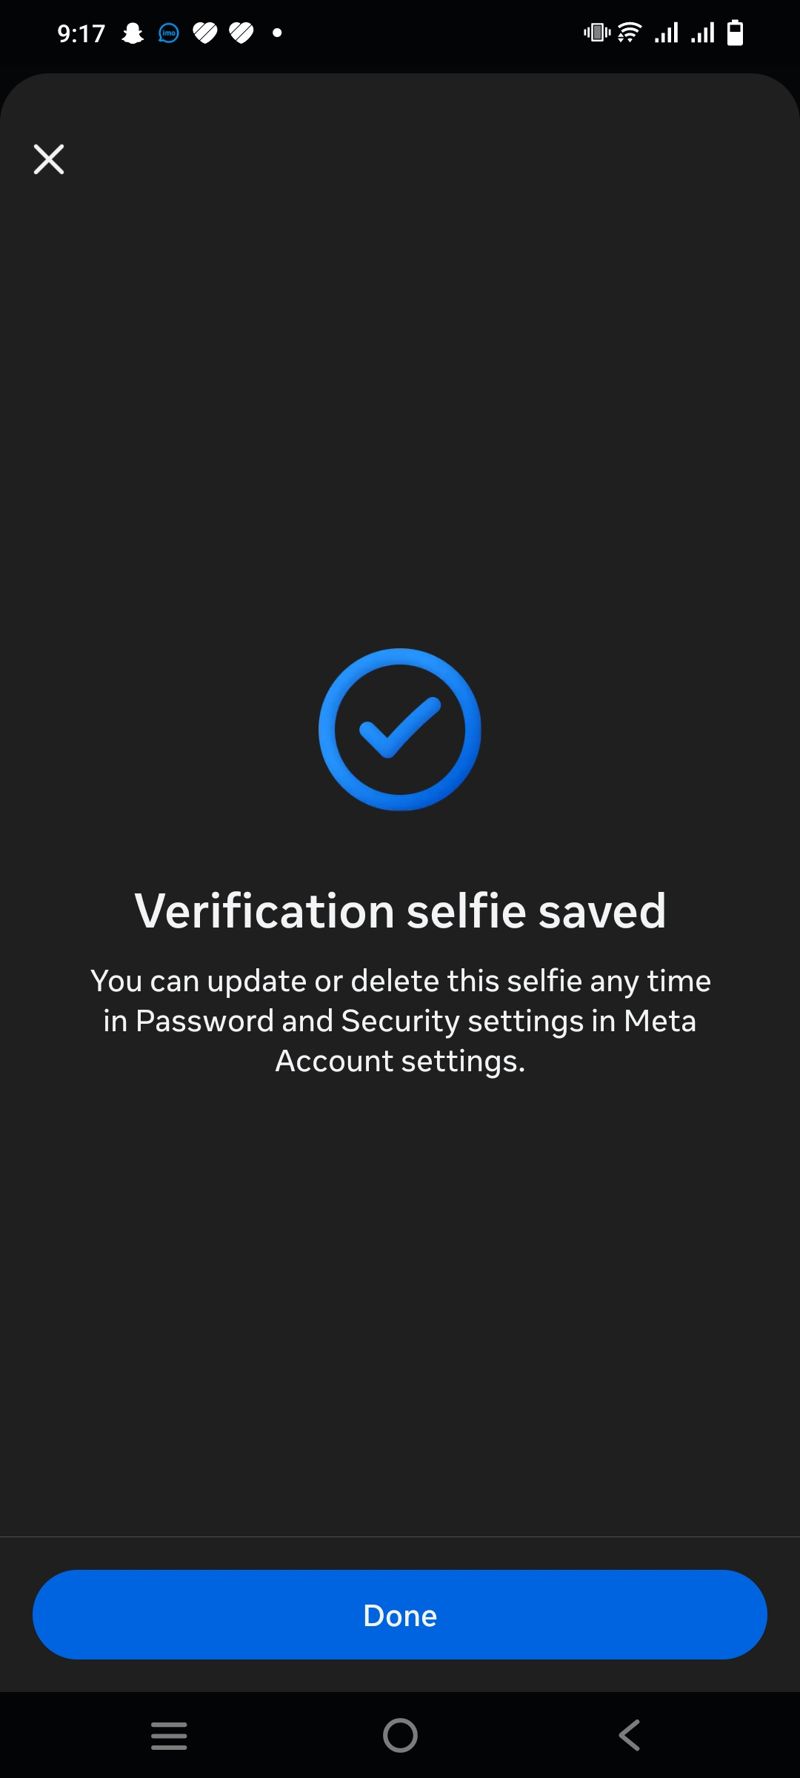 9:17
imo
Verification selfie saved
You can update or delete this selfie any time
in Password and Security settings in Meta
Account settings.
Done